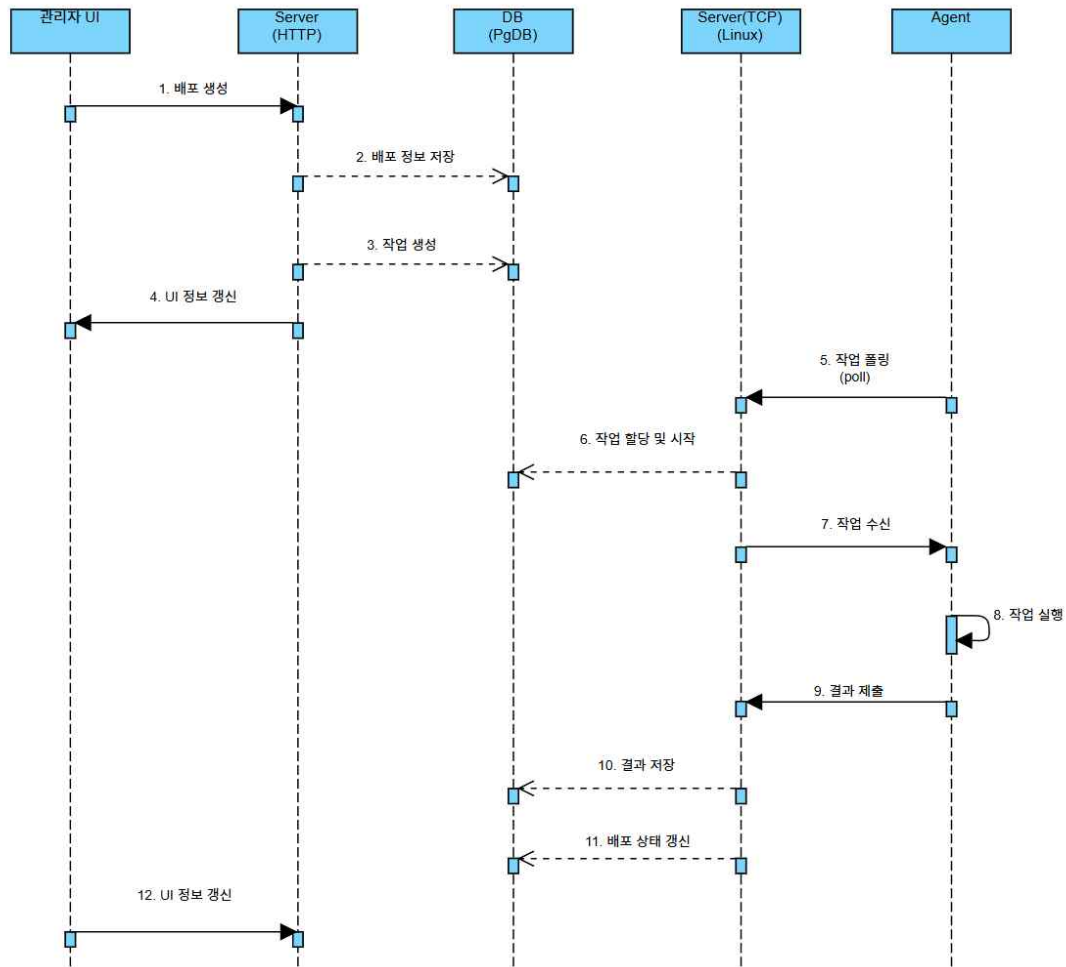 관리자 UI
Server
(HTTP)
DB
(PgDB)
Server(TCP)
(Linux)
Agent
1. 배포 생성
2. 배포 정보 저장
3. 작업 생성
4. UI 정보 갱신
5. 작업 폴링
(poll)
6. 작업 할당 및 시작
7. 작업 수신
8. 작업 실행
9. 결과 제출
10. 결과 저장
11. 배포 상태 갱신
12. UI 정보 갱신